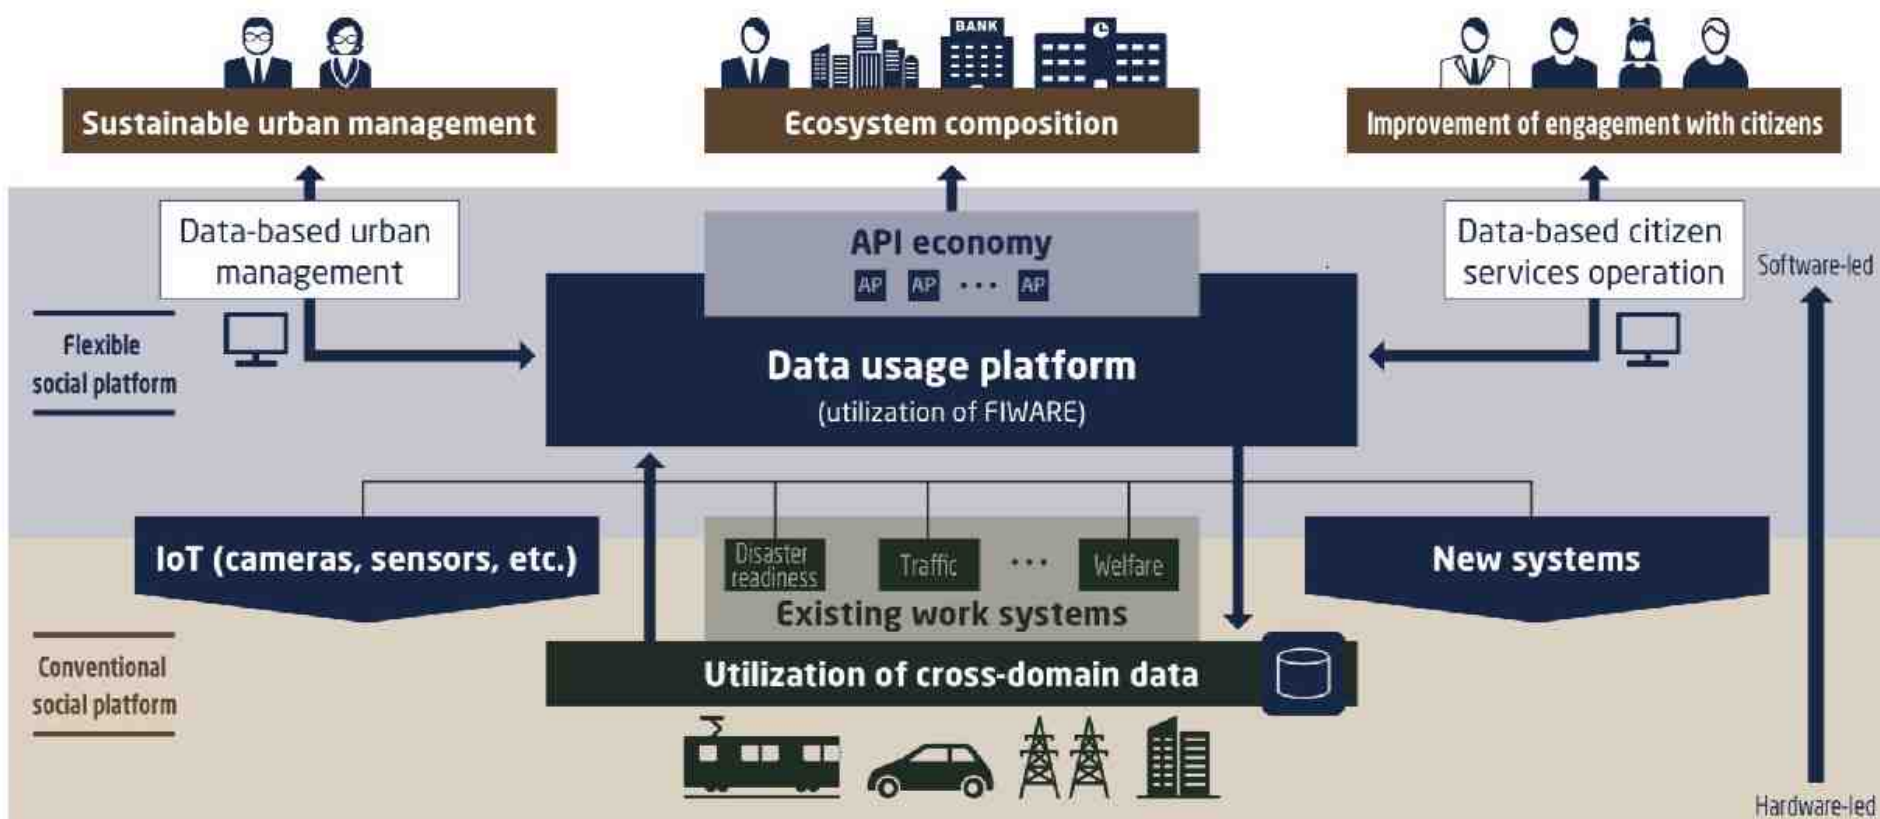 BANK
Sustainable urban management
Ecosystem composition
Improvement of engagement with citizens
Data-based urban
management
API economy
AP AP ··· AP
Data-based citizen
services operation
Software-led
Flexible
social platform
Data usage platform
(utilization of FIWARE)
IoT (cameras, sensors, etc.)
Disaster
readiness
Traffic
···
Welfare
Existing work systems
New systems
Conventional
social platform
Utilization of cross-domain data
Hardware-led